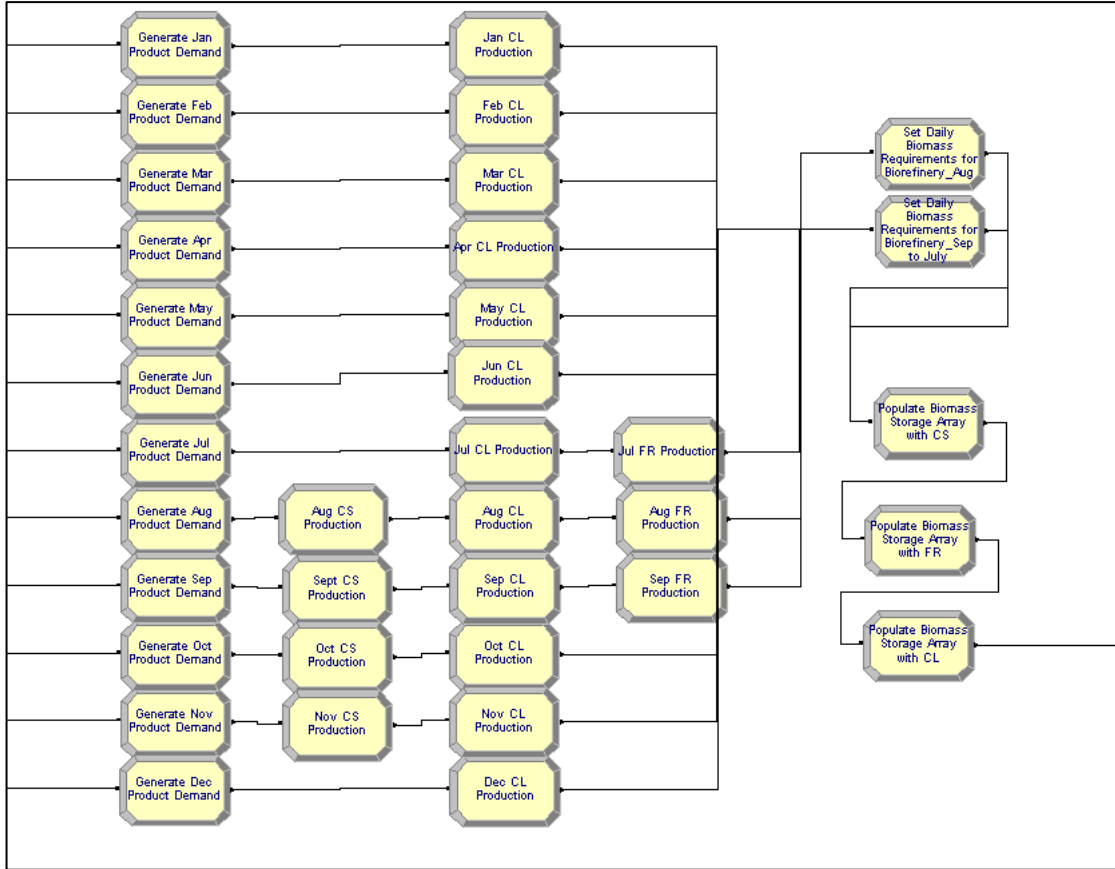 Generate Jan
Product Demand
Jan CL
Production
Generate Feb
Product Demand
Feb CL
Production
Generate Mar
Product Demand
Mar CL
Production
Generate Apr
Product Demand
Apr CL Production
Generate May
Product Demand
May CL
Production
Generate Jun
Product Demand
Jun CL
Production
Generate Jul
Product Demand
Jul CL Production
Jul FR Production
Generate Aug
Product Demand
Aug CS
Production
Aug CL
Production
Aug FR
Production
Generate Sep
Product Demand
Sept CS
Production
Sep CL
Production
Sep FR
Production
Generate Oct
Product Demand
Oct CS
Production
Oct CL
Production
Generate Nov
Product Demand
Nov CS
Production
Nov CL
Production
Generate Dec
Product Demand
Dec CL
Production
Set Daily
Biomass
Requirements for
Biorefinery_Aug
Set Daily
Biomass
Requirements for
Biorefinery_Sep
to July
Populate Biomass
Storage Array
with CS
Populate Biomass
Storage Array
with FR
Populate Biomass
Storage Array
with CL